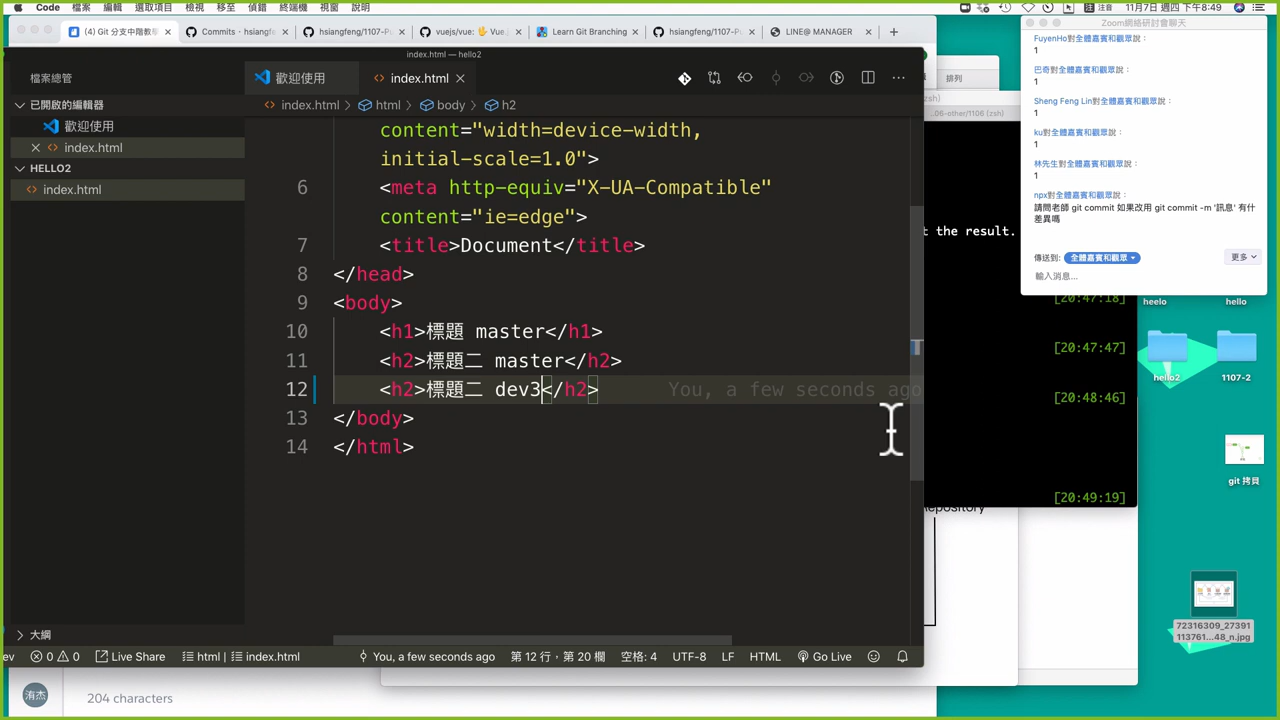 Code 檔案 編輯 選取項目 檢視 移至 偵錯 終端機 視窗 說明
注音 11月7日 週四 下午8:49
(4) Git 分支中階教學
Commits · hsiangfe
hsiangfeng/1107-Pu
vuejs/vue: 🖖 Vue.j
Learn Git Branching
hsiangfeng/1107-Pu
LINE@ MANAGER
index.html — hello2
檔案總管
歡迎使用
index.html
index.html > html > body > h2
已開啟的編輯器
歡迎使用
index.html
HELLO2
index.html
content="width=device-width,
initial-scale=1.0">
6 <meta http-equiv="X-UA-Compatible"
content="ie=edge">
7 <title>Document</title>
8 </head>
9 <body>
10 <h1>標題 master</h1>
11 <h2>標題二 master</h2>
12 <h2>標題二 dev3</h2> You, a few seconds ago
13 </body>
14 </html>
大綱
ev 0 0 Live Share html | index.html You, a few seconds ago 第 12 行，第 20 欄 空格: 4 UTF-8 LF HTML Go Live
洧杰
204 characters
排列
zsh)
..06-other/1106 (zsh)
t the result.
[20:47:18]
[20:47:47]
[20:48:46]
[20:49:19]
Zoom網絡研討會聊天
FuyenHo對全體嘉賓和觀眾說：
1
巴奇對全體嘉賓和觀眾說：
1
Sheng Feng Lin對全體嘉賓和觀眾說：
1
ku對全體嘉賓和觀眾說：
1
林先生對全體嘉賓和觀眾說：
1
npx對全體嘉賓和觀眾說：
請問老師 git commit 如果改用 git commit -m '訊息' 有什
差異嗎
傳送到: 全體嘉賓和觀眾 更多
輸入消息...
heelo
hello
hello2
1107-2
git 拷貝
72316309_27391
113761...48_n.jpg